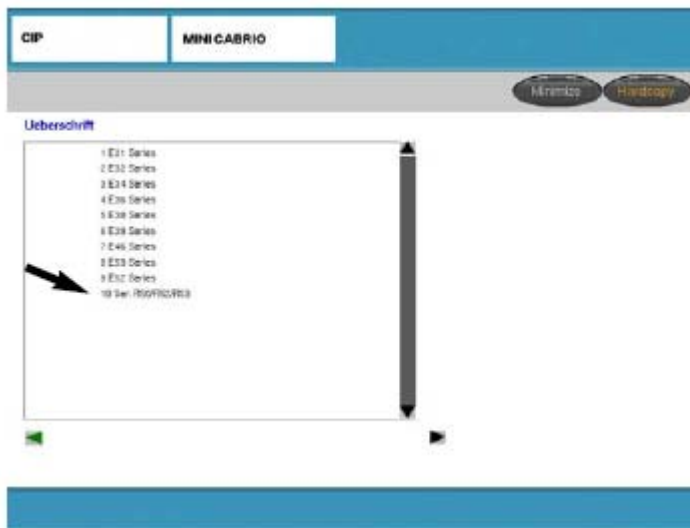 CIP
MINI CABRIO
Minimize
Hardcopy
Ueberschrift
1 E31 Series
2 E32 Series
3 E34 Series
4 E36 Series
5 E38 Series
6 E39 Series
7 E46 Series
8 E53 Series
9 E52 Series
10 Ser. R50/R52/R53